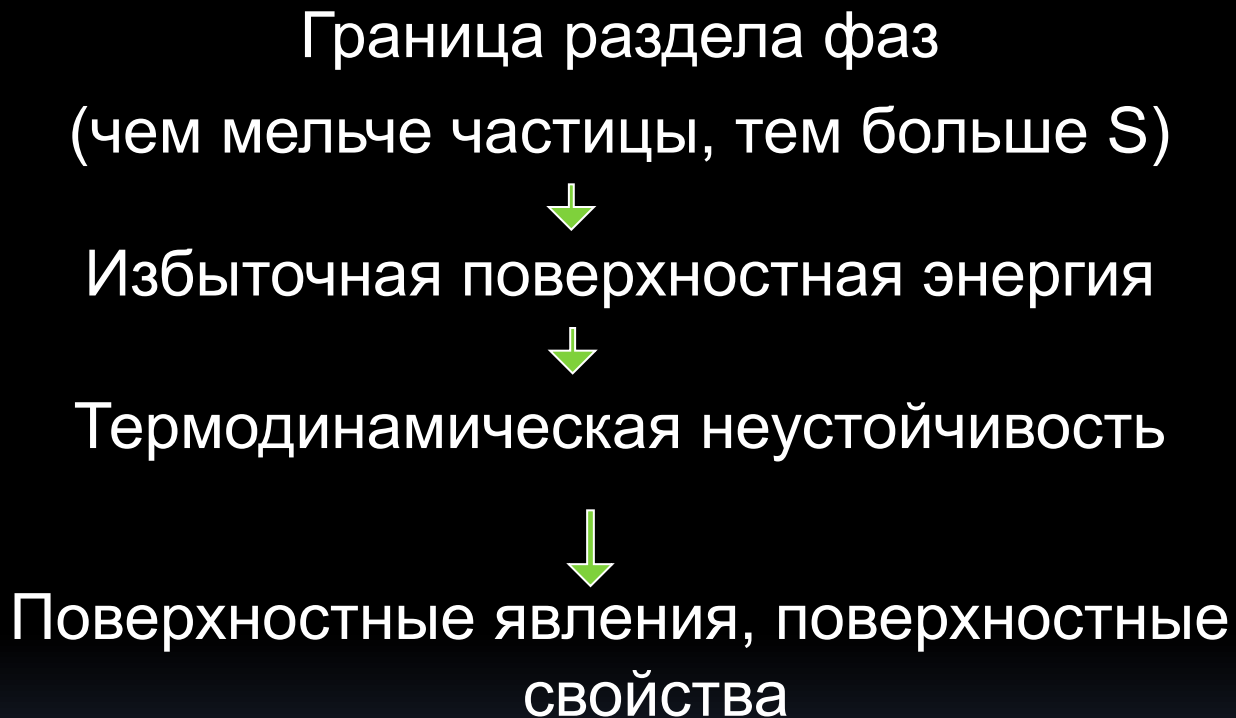 Граница раздела фаз
(чем мельче частицы, тем больше S)
Избыточная поверхностная энергия
Термодинамическая неустойчивость
Поверхностные явления, поверхностные
свойства